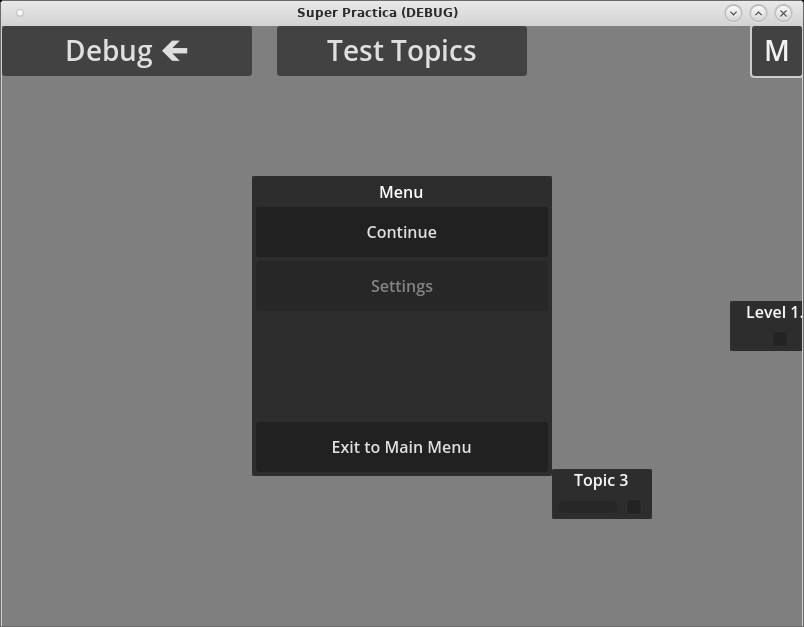 Super Practica (DEBUG)
Debug ←
Test Topics
M
Menu
Continue
Settings
Level 1.
Exit to Main Menu
Topic 3